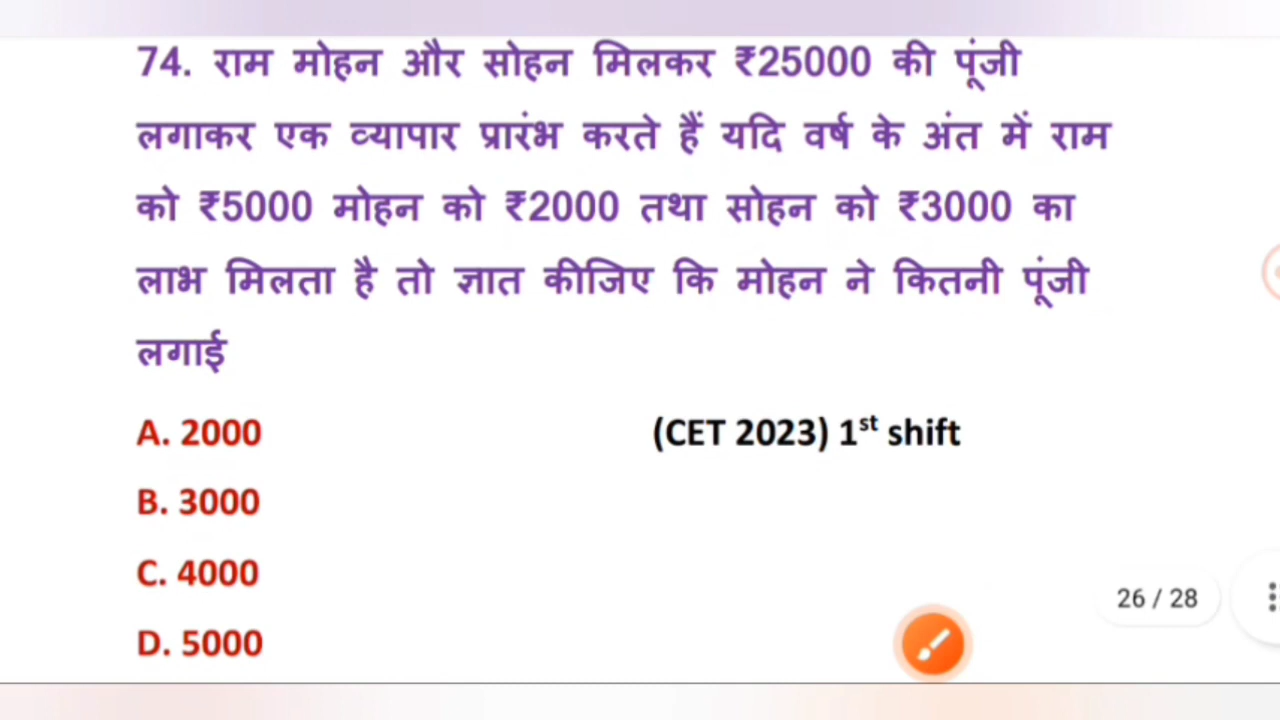 74. राम मोहन और सोहन मिलकर ₹25000 की पूंजी
लगाकर एक व्यापार प्रारंभ करते हैं यदि वर्ष के अंत में राम
को ₹5000 मोहन को ₹2000 तथा सोहन को ₹3000 का
लाभ मिलता है तो ज्ञात कीजिए कि मोहन ने कितनी पूंजी
लगाई
A. 2000 (CET 2023) 1st shift
B. 3000
C. 4000
D. 5000
26 / 28